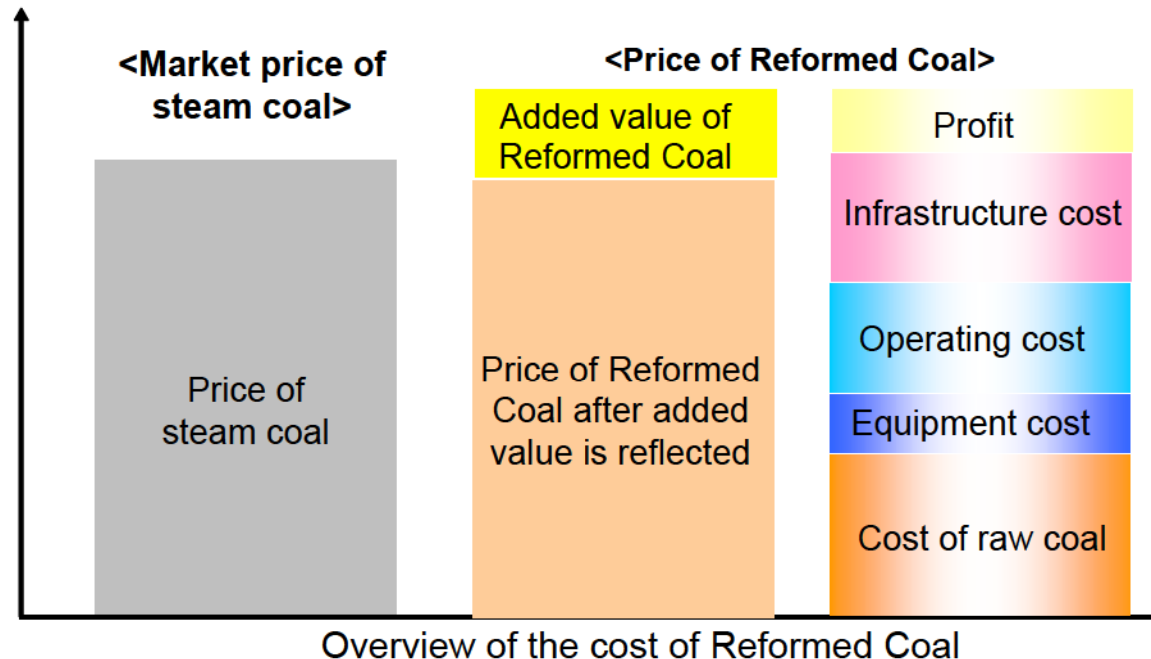 <Market price of
steam coal>
<Price of Reformed Coal>
Price of
steam coal
Added value of
Reformed Coal
Price of Reformed
Coal after added
value is reflected
Profit
Infrastructure cost
Operating cost
Equipment cost
Cost of raw coal
Overview of the cost of Reformed Coal